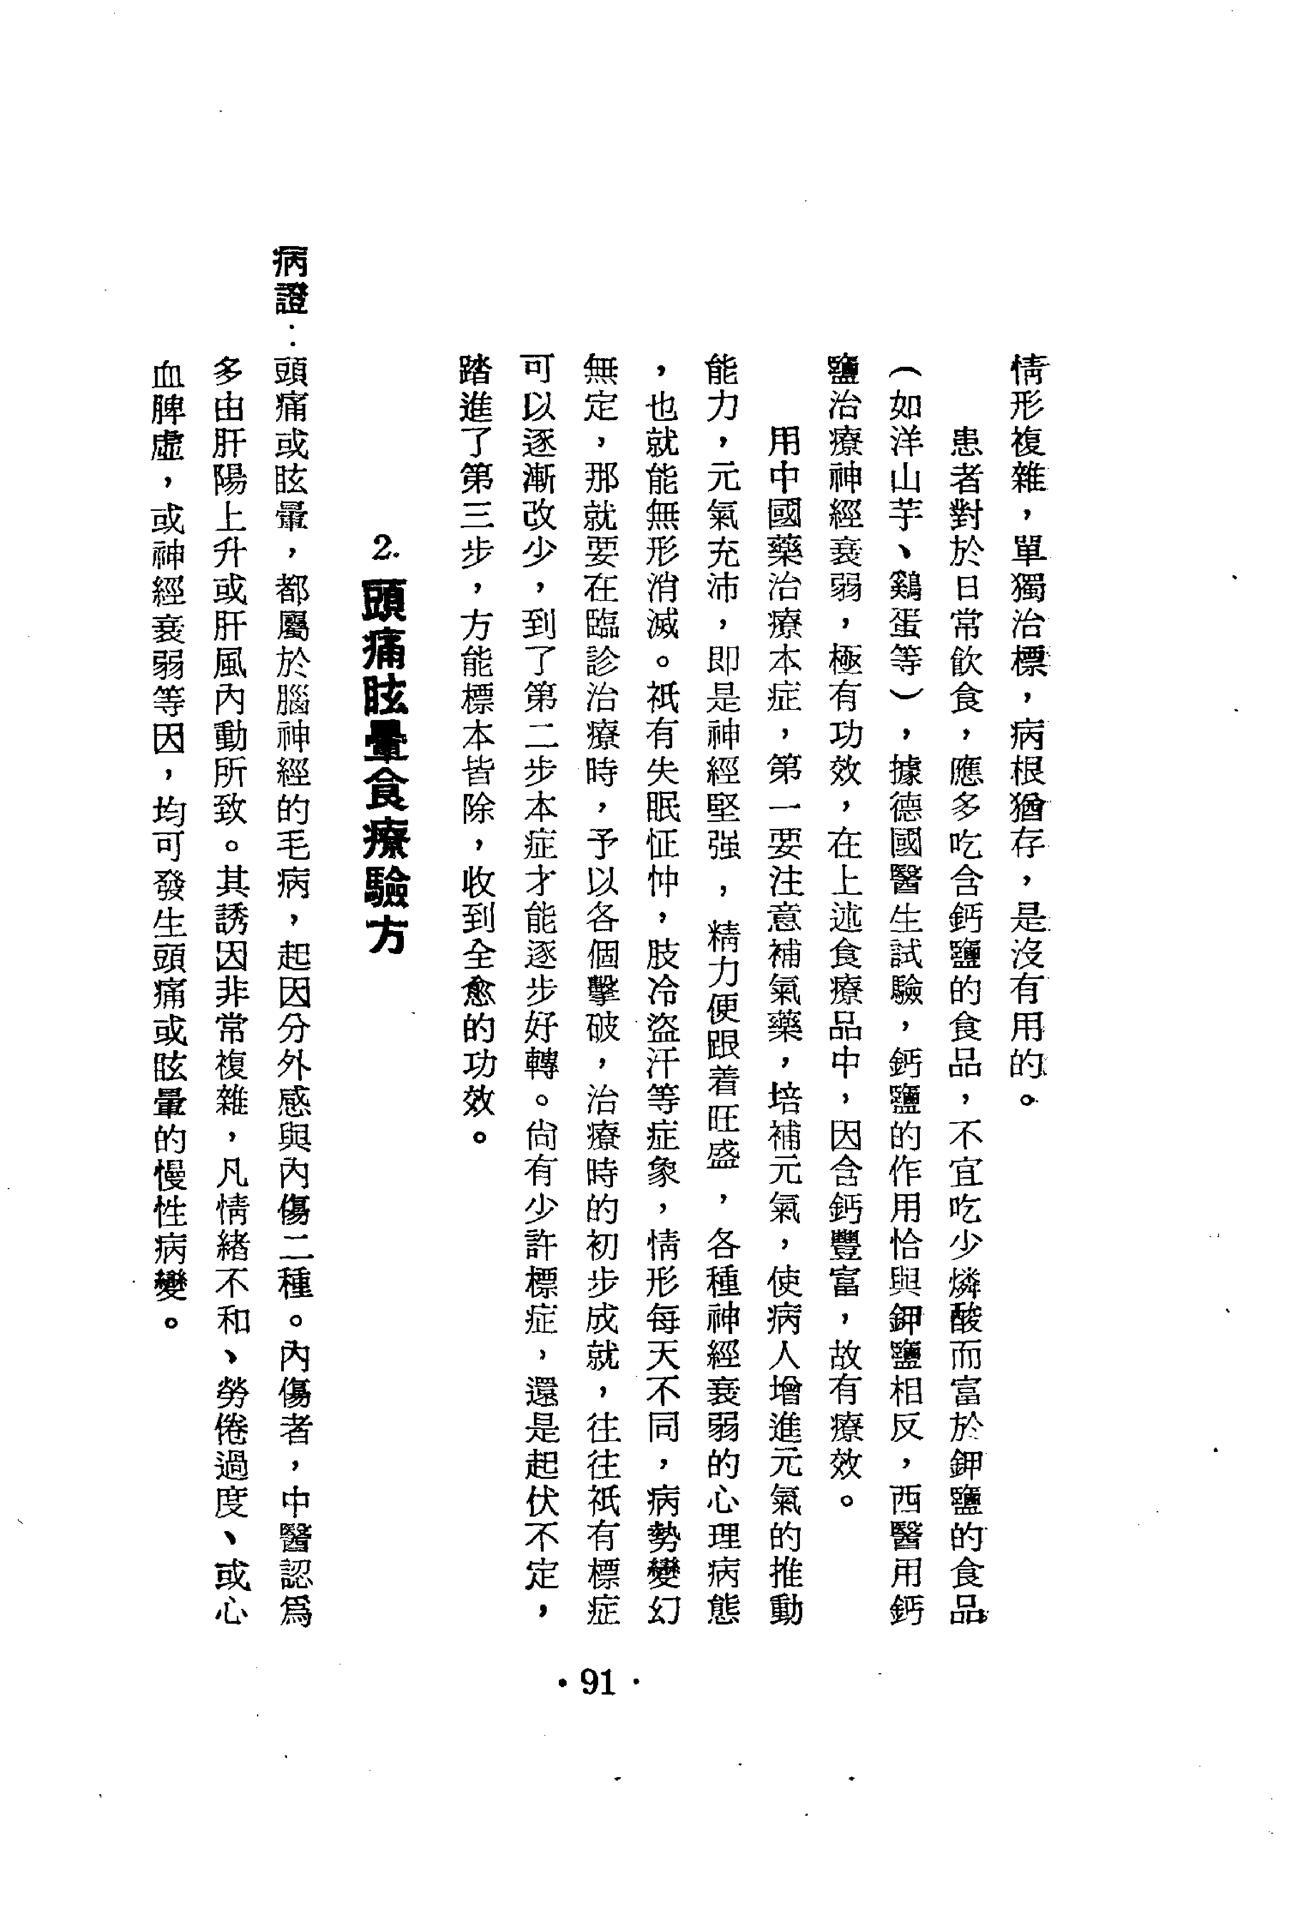 情形複雜，單獨治標，病根猶存，是沒有用的。
患者對於日常飲食，應多吃含鈣鹽的食品，不宜吃少燐酸而富於鉀鹽的食品
（如洋山芋、鷄蛋等），據德國醫生試驗，鈣鹽的作用恰與鉀鹽相反，西醫用鈣
鹽治療神經衰弱，極有功效，在上述食療品中，因含鈣豐富，故有療效。
用中國藥治療本症，第一要注意補氣藥，培補元氣，使病人增進元氣的推動
能力，元氣充沛，即是神經堅强，精力便跟着旺盛，各種神經衰弱的心理病態
，也就能無形消滅。祇有失眠怔忡，肢冷盜汗等症象，情形每天不同，病勢變幻
無定，那就要在臨診治療時，予以各個擊破，治療時的初步成就，往往祇有標症
可以逐漸改少，到了第二步本症才能逐步好轉。尙有少許標症，還是起伏不定，
踏進了第三步，方能標本皆除，收到全愈的功效。
2. 頭痛眩暈食療驗方
病證：頭痛或眩暈，都屬於腦神經的毛病，起因分外感與內傷二種。內傷者，中醫認爲
多由肝陽上升或肝風內動所致。其誘因非常複雜，凡情緒不和、勞倦過度、或心
血脾虛，或神經衰弱等因，均可發生頭痛或眩暈的慢性病變。
·91·